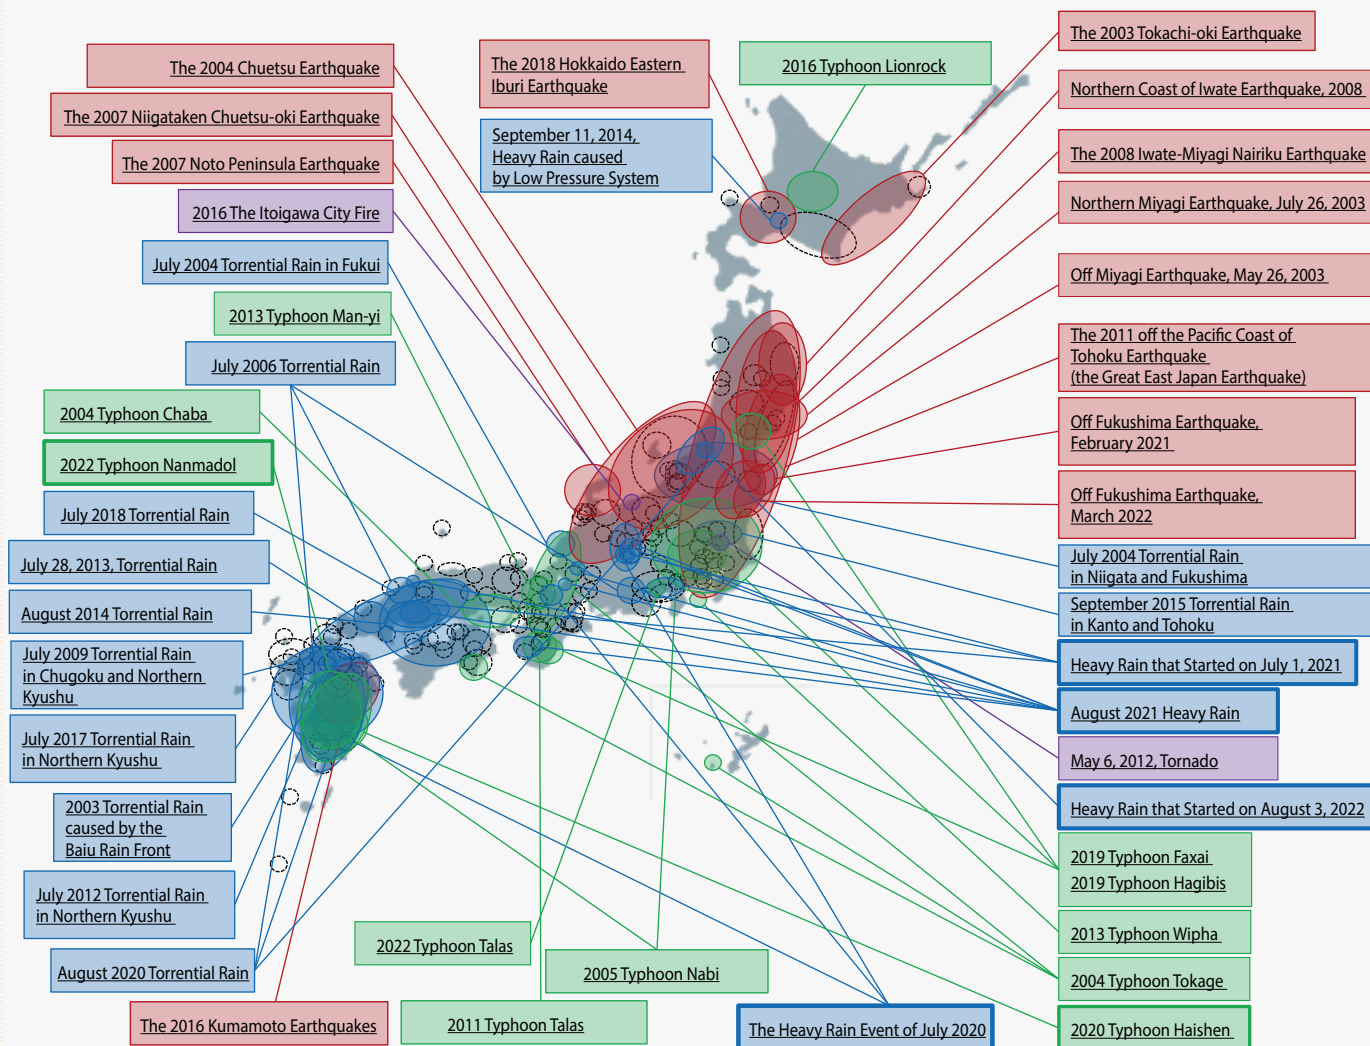 The 2004 Chuetsu Earthquake
The 2007 Niigataken Chuetsu-oki Earthquake
The 2007 Noto Peninsula Earthquake
2016 The Itoigawa City Fire
July 2004 Torrential Rain in Fukui
2013 Typhoon Man-yi
July 2006 Torrential Rain
2004 Typhoon Chaba
2022 Typhoon Nanmadol
July 2018 Torrential Rain
July 28, 2013, Torrential Rain
August 2014 Torrential Rain
July 2009 Torrential Rain
in Chugoku and Northern
Kyushu
July 2017 Torrential Rain
in Northern Kyushu
2003 Torrential Rain
caused by the
Baiu Rain Front
July 2012 Torrential Rain
in Northern Kyushu
August 2020 Torrential Rain
The 2016 Kumamoto Earthquakes
The 2018 Hokkaido Eastern
Iburi Earthquake
September 11, 2014,
Heavy Rain caused
by Low Pressure System
2016 Typhoon Lionrock
2022 Typhoon Talas
2011 Typhoon Talas
2005 Typhoon Nabi
The Heavy Rain Event of July 2020
The 2003 Tokachi-oki Earthquake
Northern Coast of Iwate Earthquake, 2008
The 2008 Iwate-Miyagi Nairiku Earthquake
Northern Miyagi Earthquake, July 26, 2003
Off Miyagi Earthquake, May 26, 2003
The 2011 off the Pacific Coast of
Tohoku Earthquake
(the Great East Japan Earthquake)
Off Fukushima Earthquake,
February 2021
Off Fukushima Earthquake,
March 2022
July 2004 Torrential Rain
in Niigata and Fukushima
September 2015 Torrential Rain
in Kanto and Tohoku
Heavy Rain that Started on July 1, 2021
August 2021 Heavy Rain
May 6, 2012, Tornado
Heavy Rain that Started on August 3, 2022
2019 Typhoon Faxai
2019 Typhoon Hagibis
2013 Typhoon Wipha
2004 Typhoon Tokage
2020 Typhoon Haishen